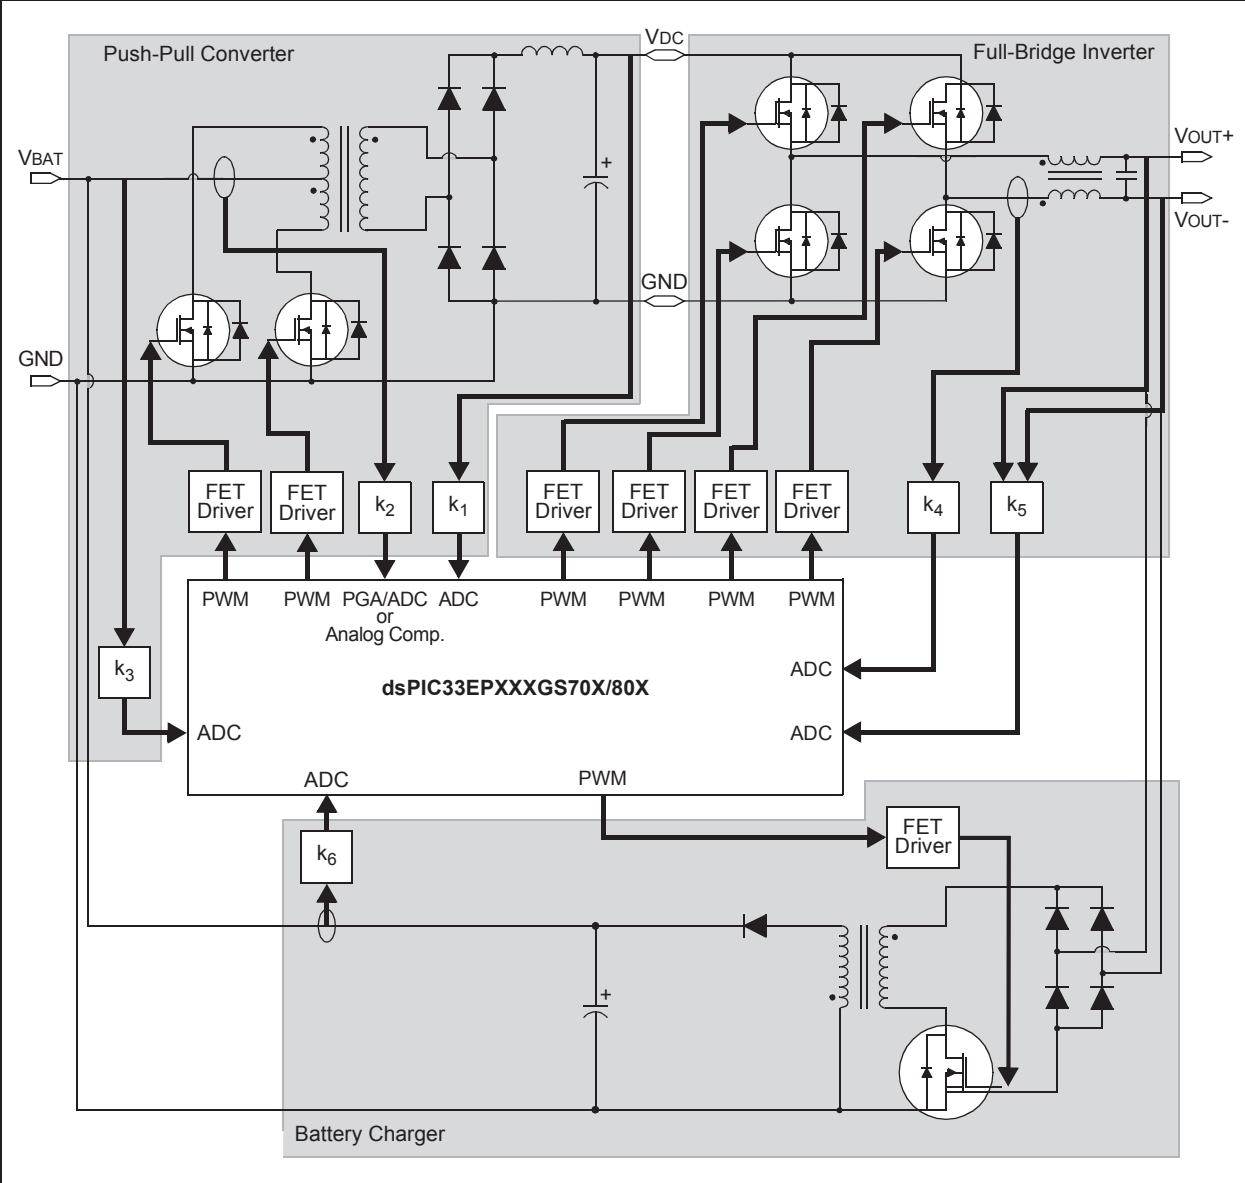 Push-Pull Converter
VDC
Full-Bridge Inverter
VBAT
+
VOUT+
VOUT-
GND
GND
FET
Driver
FET
Driver
k2
k1
FET
Driver
FET
Driver
FET
Driver
FET
Driver
k4
k5
PWM
PWM
PGA/ADC
or
Analog Comp.
ADC
PWM
PWM
PWM
PWM
k3
ADC
dsPIC33EPXXXGS70X/80X
ADC
ADC
ADC
PWM
k6
FET
Driver
+
Battery Charger